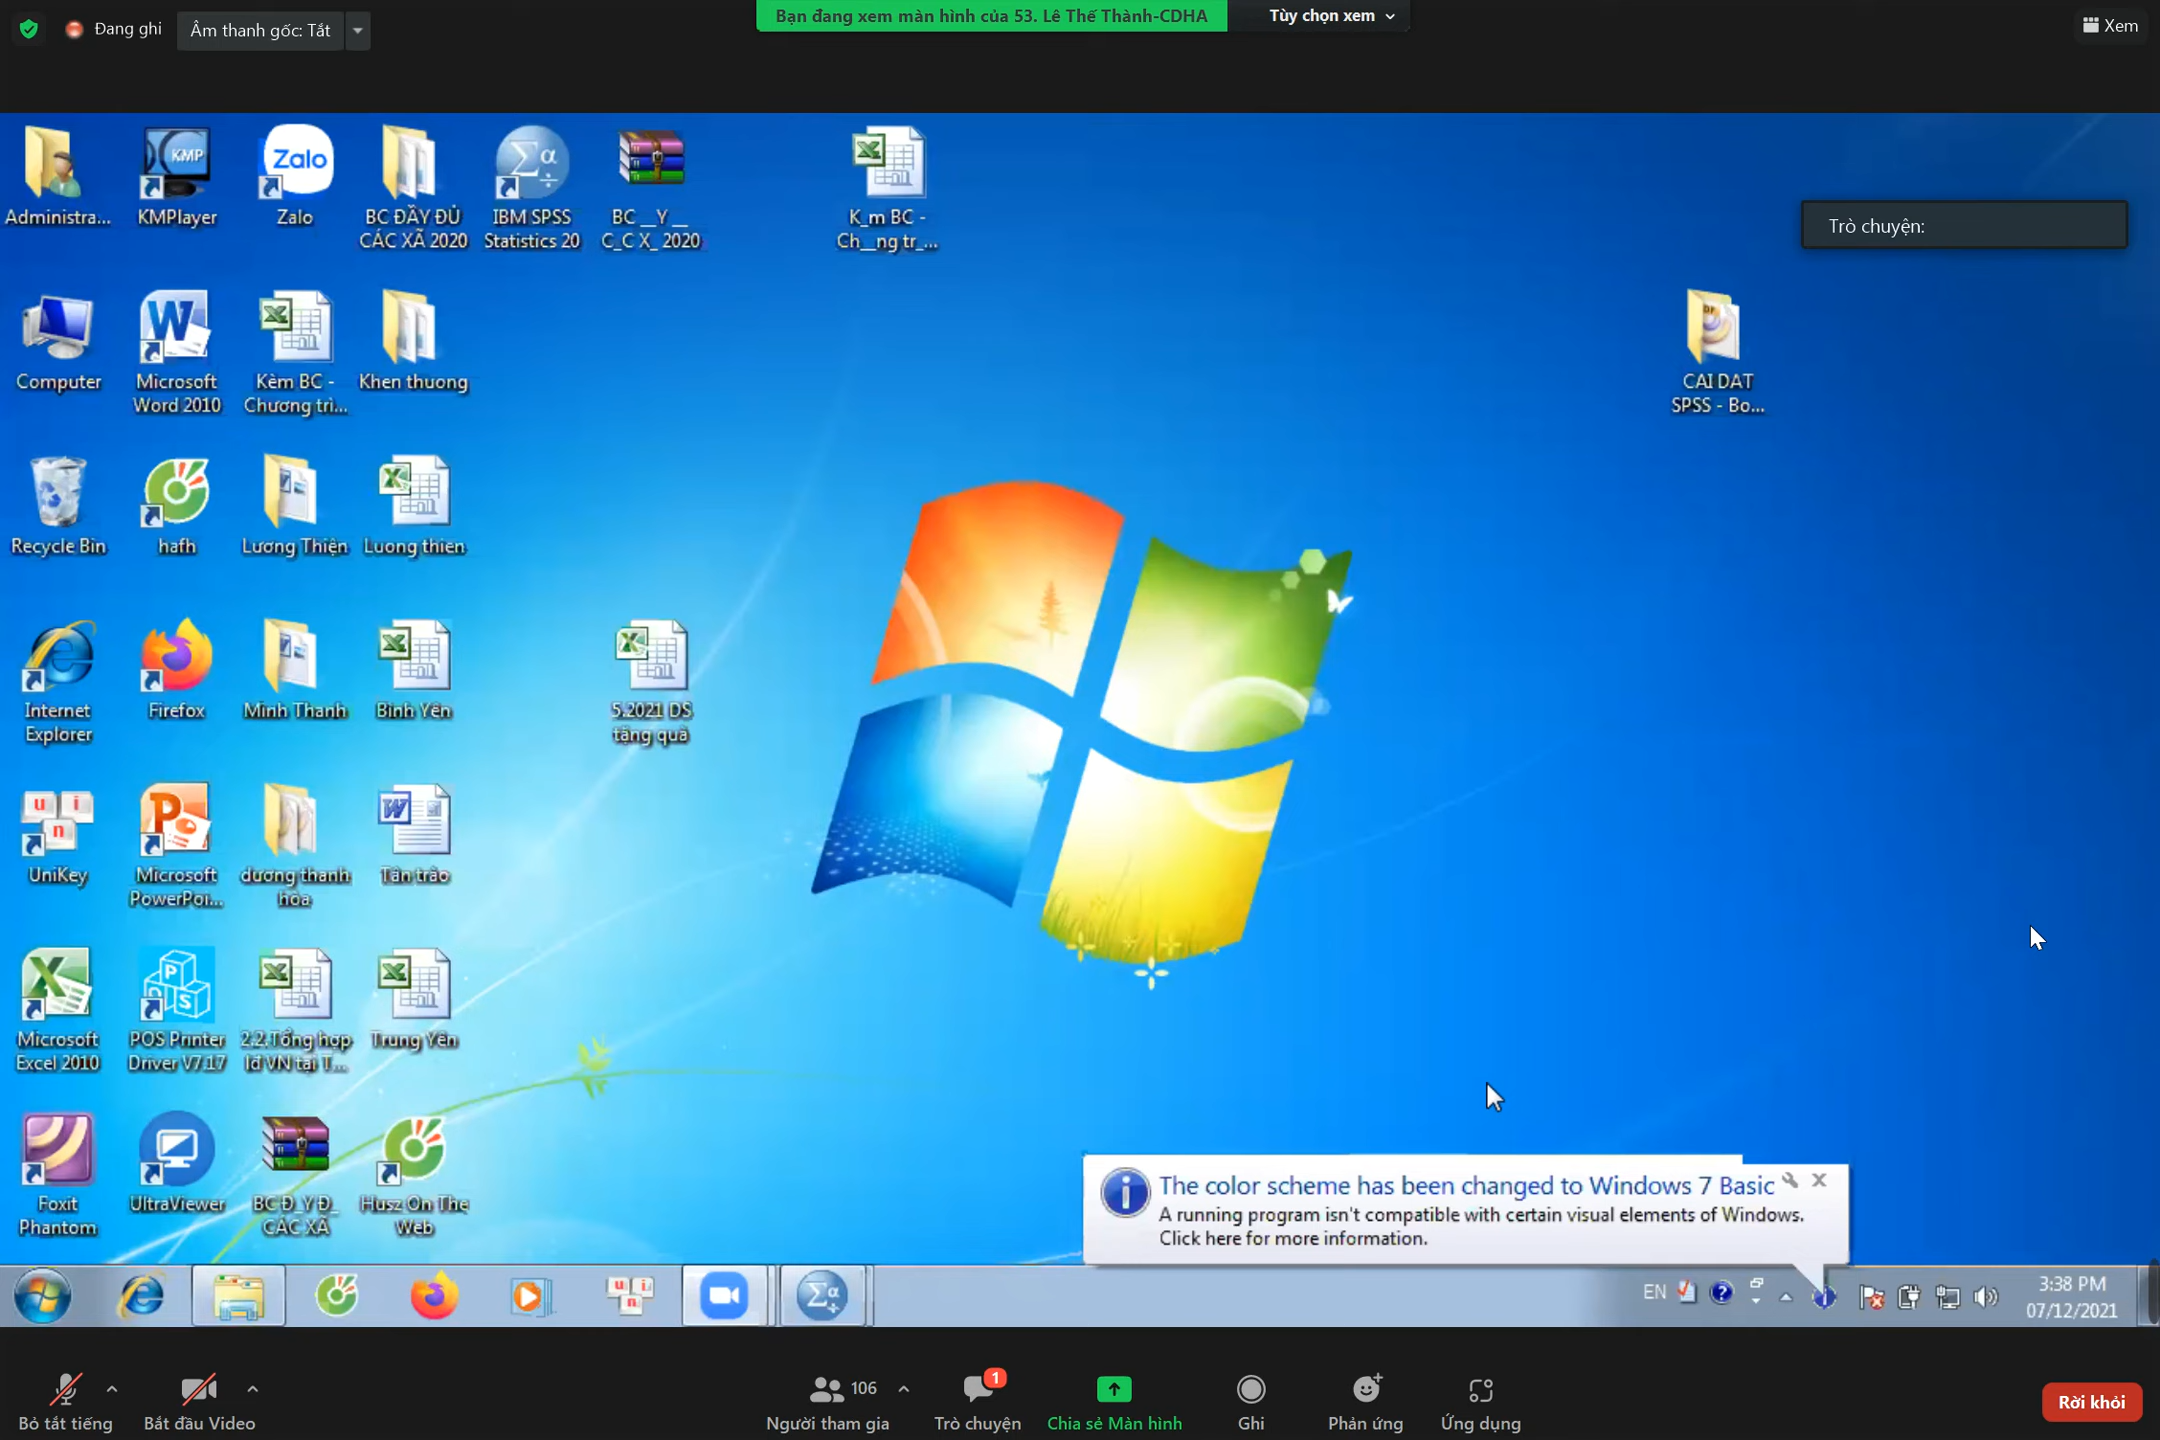 Đang ghi
Âm thanh gốc: Tắt
Bạn đang xem màn hình của 53. Lê Thế Thành-CDHA
Tùy chọn xem
Xem
Trò chuyện:
Administra...
KMPlayer
KMP
Zalo
Zalo
BC ĐẦY ĐỦ
CÁC XÃ 2020
IBM SPSS
Statistics 20
BC __Y __
C_C X_ 2020
K_m BC -
Ch__ng tr_...
Computer
Microsoft
Word 2010
Kèm BC -
Chương trì...
Khen thuong
CAI DAT
SPSS - Bo...
Recycle Bin
hafh
Lương Thiện
Luong thien
Internet
Explorer
Firefox
Minh Thanh
Bình Yên
5.2021 DS
tặng quà
u i
n
UniKey
Microsoft
PowerPoi...
dương thanh
hòa
Tân trào
Microsoft
Excel 2010
P
O S
POS Printer
Driver V7.17
2.2.Tổng hợp
lđ VN tại T...
Trung Yên
Foxit
Phantom
UltraViewer
BC Đ_Y Đ_
CÁC XÃ
Husz On The
Web
The color scheme has been changed to Windows 7 Basic
A running program isn't compatible with certain visual elements of Windows.
Click here for more information.
EN
3:38 PM
07/12/2021
Bỏ tắt tiếng
Bắt đầu Video
106
Người tham gia
1
Trò chuyện
Chia sẻ Màn hình
Ghi
Phản ứng
Ứng dụng
Rời khỏi